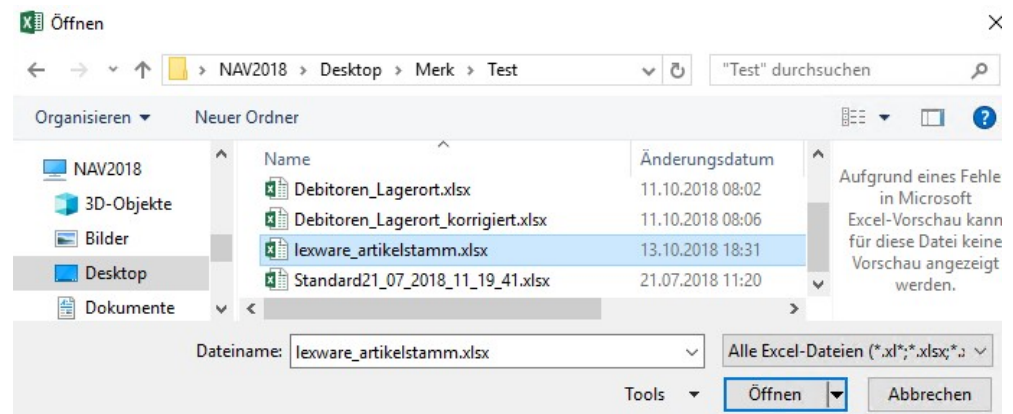 Öffnen
NAV2018 > Desktop > Merk > Test
"Test" durchsuchen
Organisieren
Neuer Ordner
?
NAV2018
3D-Objekte
Bilder
Desktop
Dokumente
Name
Änderungsdatum
Debitoren_Lagerort.xlsx
11.10.2018 08:02
Debitoren_Lagerort_korrigiert.xlsx
11.10.2018 08:06
lexware_artikelstamm.xlsx
13.10.2018 18:31
Standard21_07_2018_11_19_41.xlsx
21.07.2018 11:20
Aufgrund eines Fehle
in Microsoft
Excel-Vorschau kann
für diese Datei keine
Vorschau angezeigt
werden.
Dateiname:
lexware_artikelstamm.xlsx
Alle Excel-Dateien (*.xl*;*.xlsx;*.
Tools
Öffnen
Abbrechen